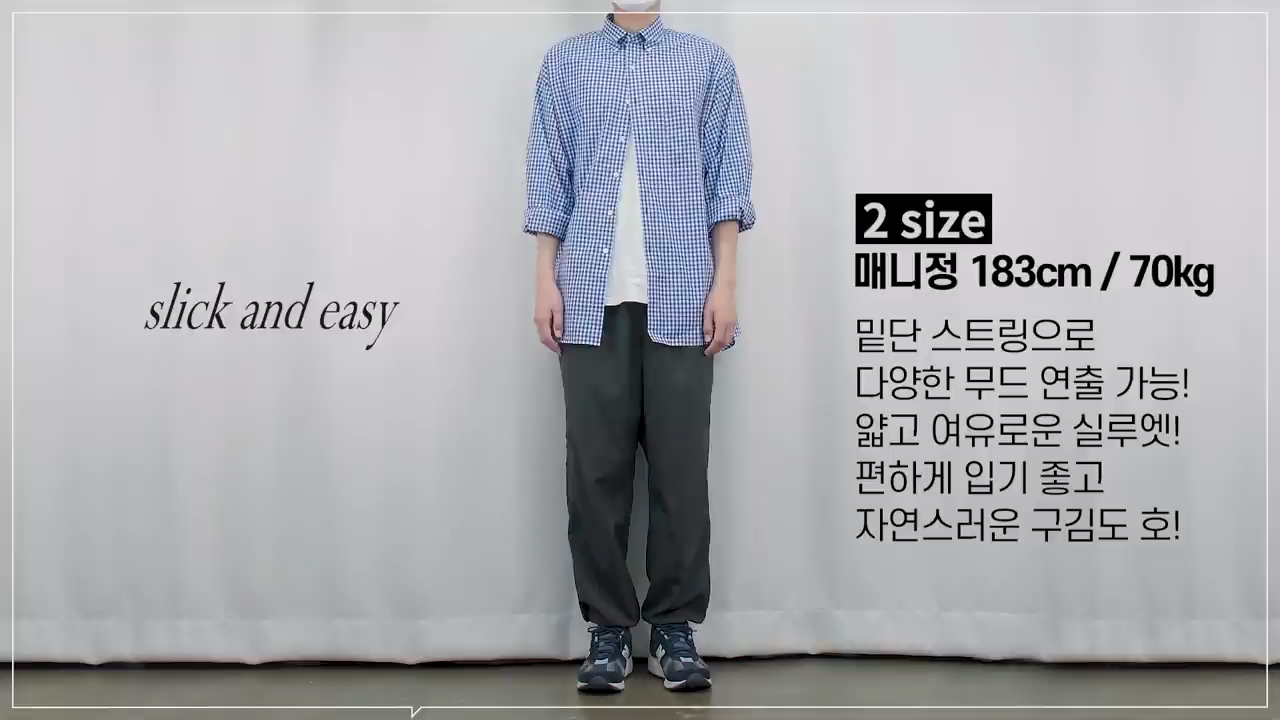 slick and easy
2 size
매니정 183cm / 70kg
밑단 스트링으로
다양한 무드 연출 가능!
얇고 여유로운 실루엣!
편하게 입기 좋고
자연스러운 구김도 호!